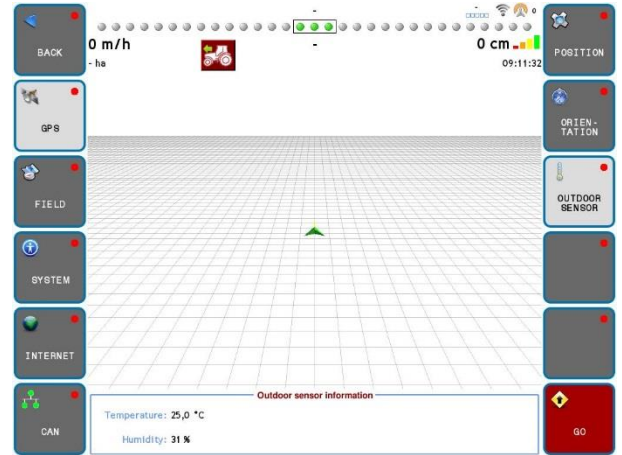 BACK
GPS
FIELD
SYSTEM
INTERNET
CAN
-
0 m/h
- ha
-
-
0
0 cm
09:11:32
POSITION
ORIEN-
TATION
OUTDOOR
SENSOR
GO
Outdoor sensor information
Temperature: 25,0 °C
Humidity: 31 %